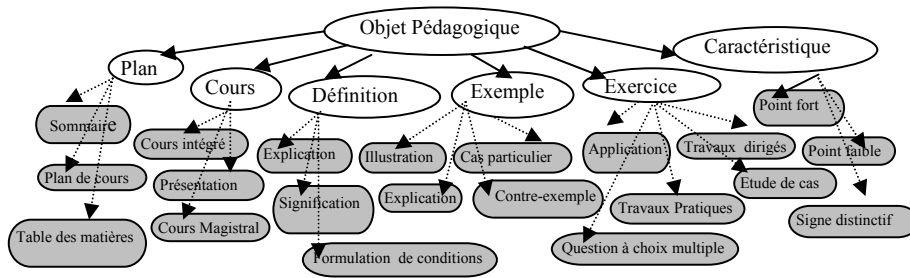 Objet Pédagogique
Caractéristique
Plan
Cours
Définition
Exemple
Exercice
Point fort
Sommaire
Cours intégré
Explication
Illustration
Cas particulier
Application
Travaux dirigés
Point faible
Plan de cours
Présentation
Signification
Explication
Contre-exemple
Travaux Pratiques
Etude de cas
Signe distinctif
Table des matières
Cours Magistral
Formulation de conditions
Question à choix multiple